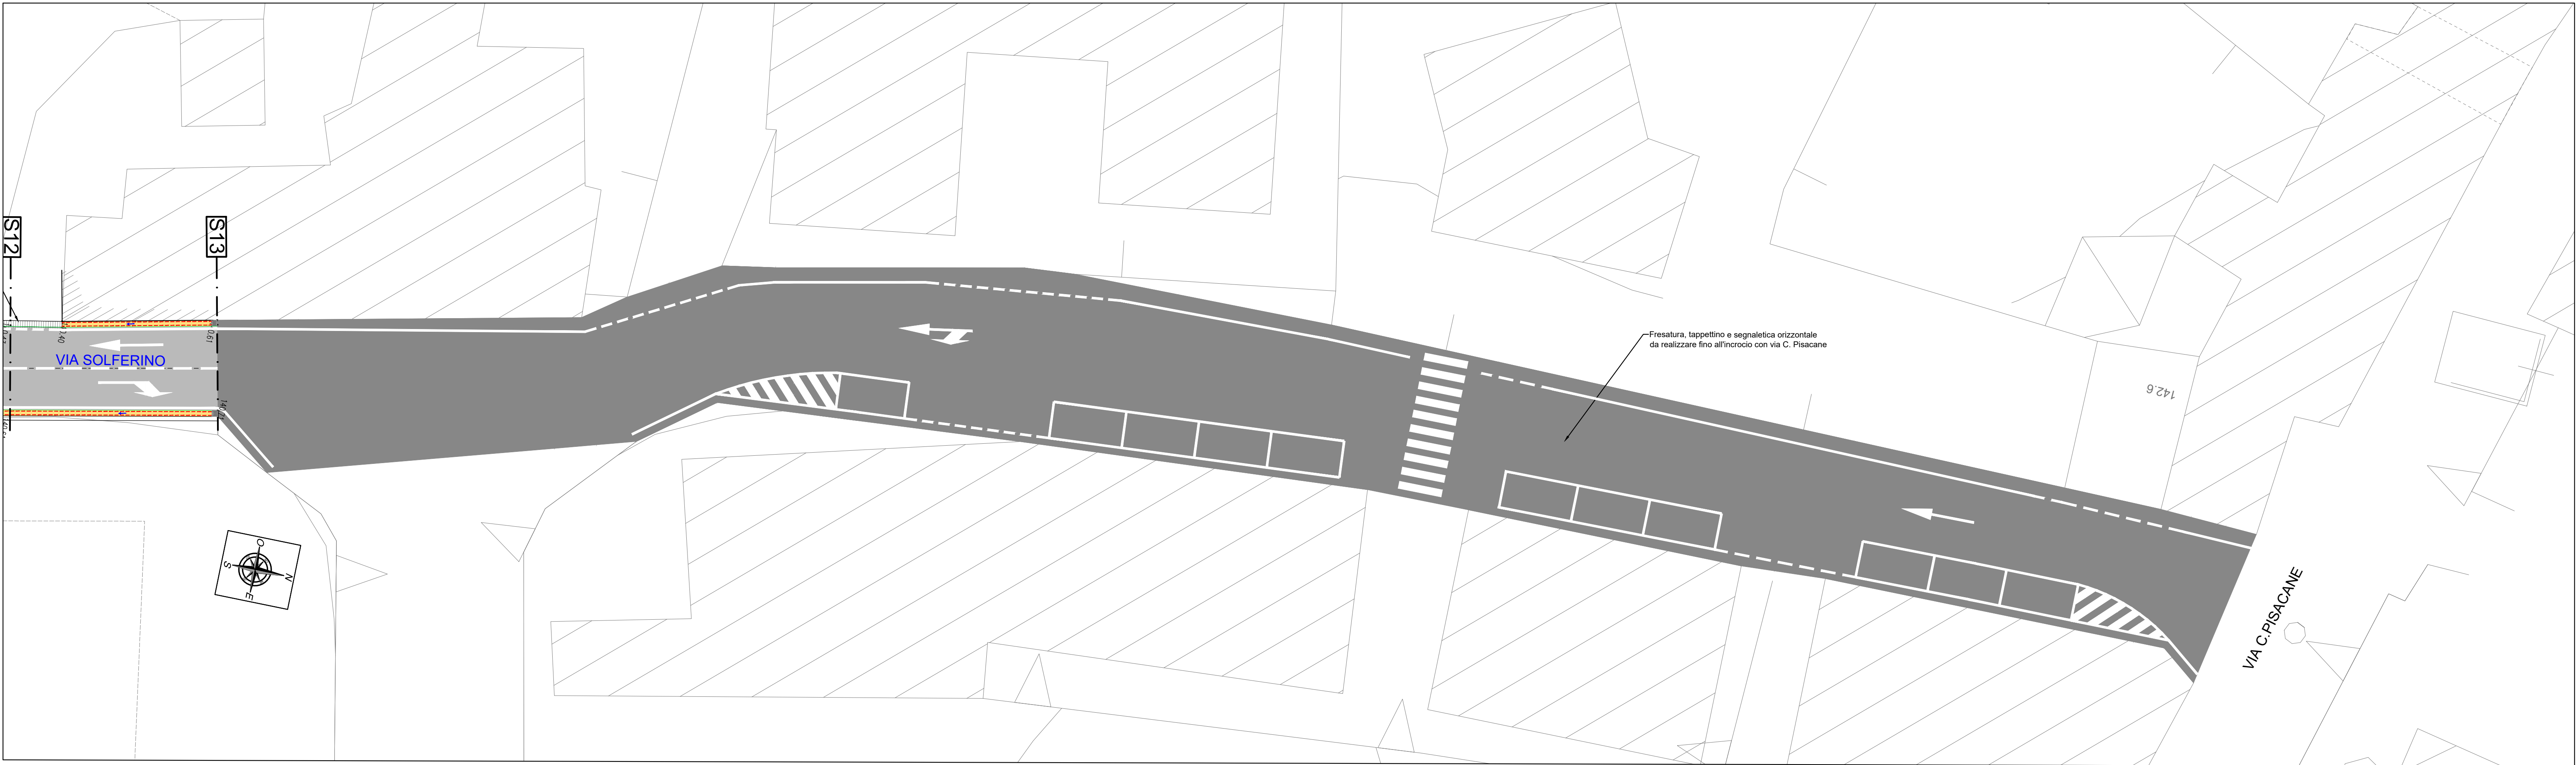 S12
S13
VIA SOLFERINO
Fresatura, tappettino e segnaletica orizzontale
da realizzare fino all'incrocio con via C. Pisacane
142.6
VIA C.PISACANE
O
S
N
E